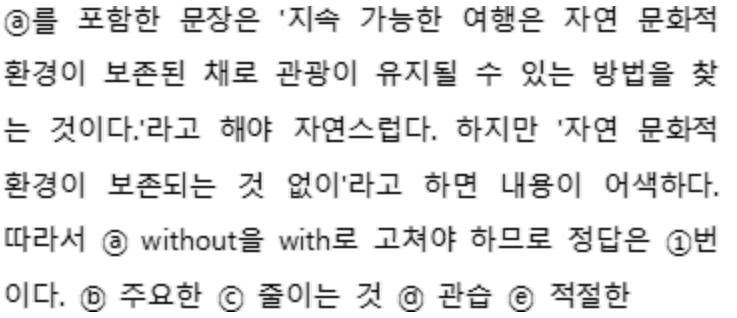 ⓐ를 포함한 문장은 '지속 가능한 여행은 자연 문화적
환경이 보존된 채로 관광이 유지될 수 있는 방법을 찾
는 것이다.'라고 해야 자연스럽다. 하지만 '자연 문화적
환경이 보존되는 것 없이'라고 하면 내용이 어색하다.
따라서 ⓐ without을 with로 고쳐야 하므로 정답은 ①번
이다. ⓑ 주요한 ⓒ 줄이는 것 ⓓ 관습 ⓔ 적절한